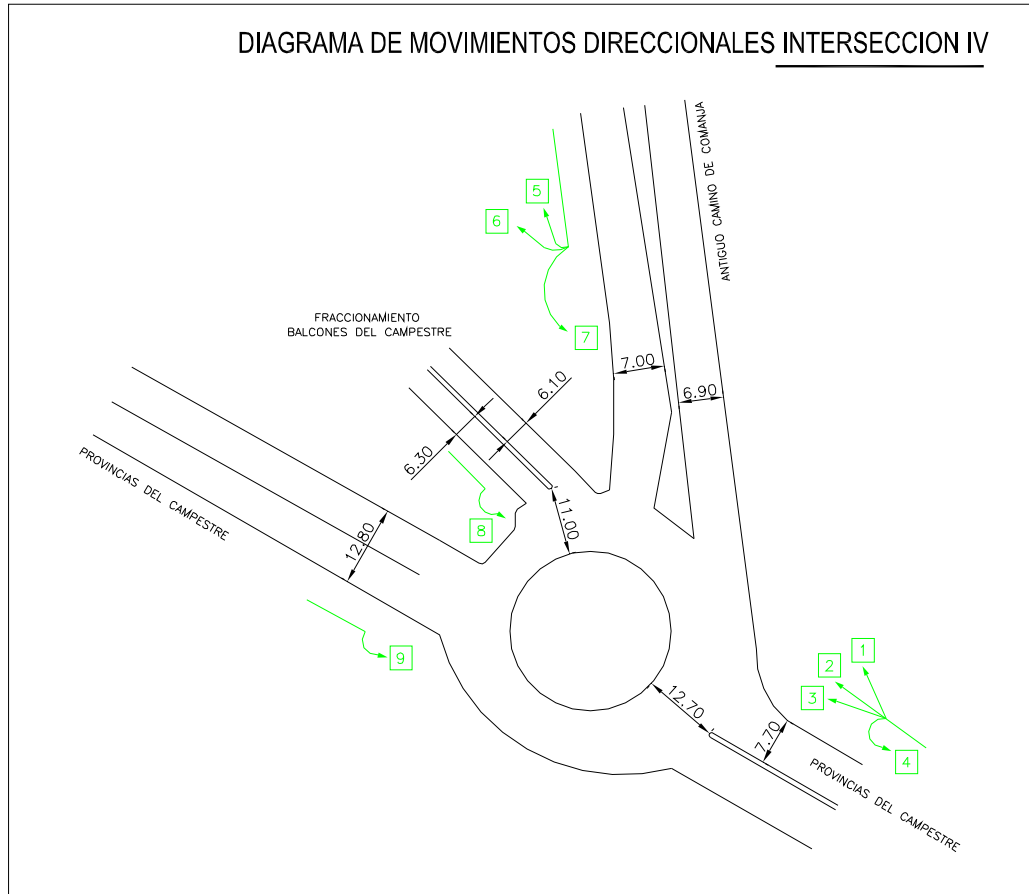 DIAGRAMA DE MOVIMIENTOS DIRECCIONALES INTERSECCION IV
ANTIGUO CAMINO DE COMANJA
5
6
7
FRACCIONAMIENTO
BALCONES DEL CAMPESTRE
7.00
6.90
6.10
6.30
PROVINCIAS DEL CAMPESTRE
12.80
8
11.00
9
1
2
3
4
12.70
7.70
PROVINCIAS DEL CAMPESTRE